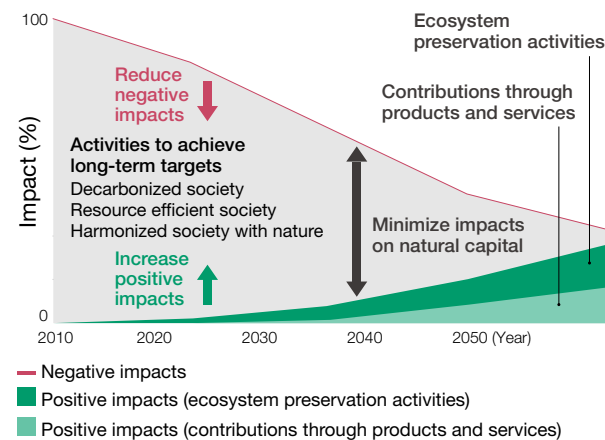 100
Ecosystem
preservation activities
Reduce
negative
impacts
Contributions through
products and services
Impact (%)
Activities to achieve
long-term targets
Decarbonized society
Resource efficient society
Harmonized society with nature
Minimize impacts
on natural capital
Increase
positive
impacts
0
2010 2020 2030 2040 2050 (Year)
Negative impacts
Positive impacts (ecosystem preservation activities)
Positive impacts (contributions through products and services)